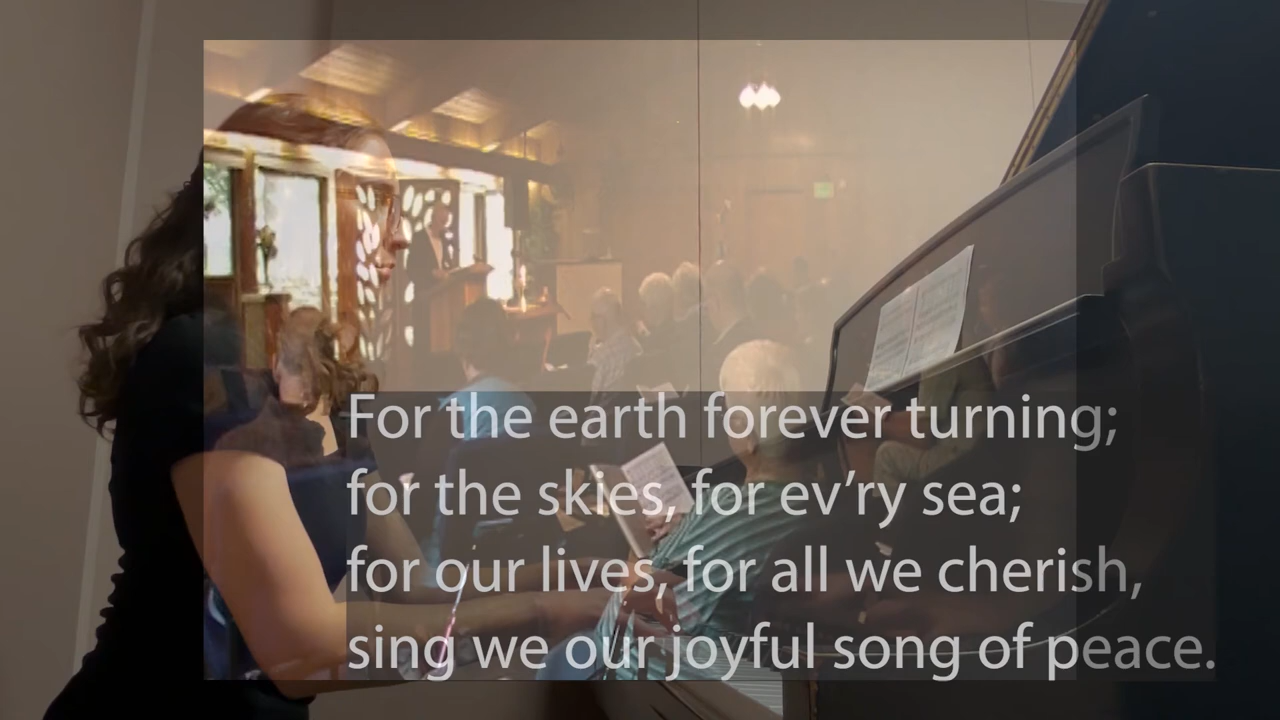 For the earth forever turning;
for the skies, for ev’ry sea;
for our lives, for all we cherish,
sing we our joyful song of peace.